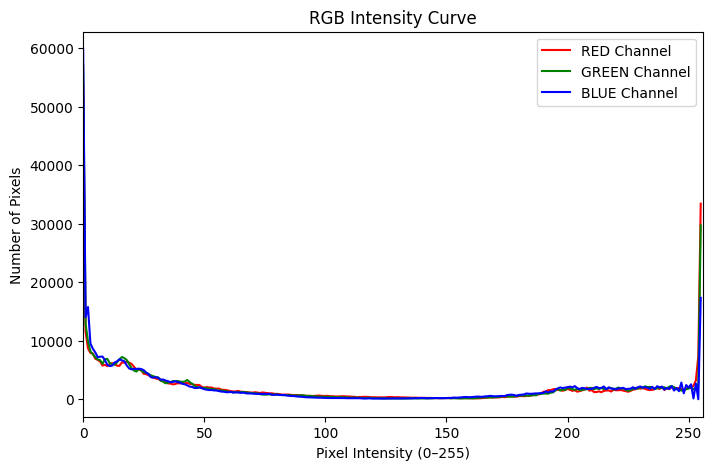 RGB Intensity Curve
RED Channel
GREEN Channel
BLUE Channel
60000
50000
40000
30000
20000
10000
0
Number of Pixels
0 50 100 150 200 250
Pixel Intensity (0–255)